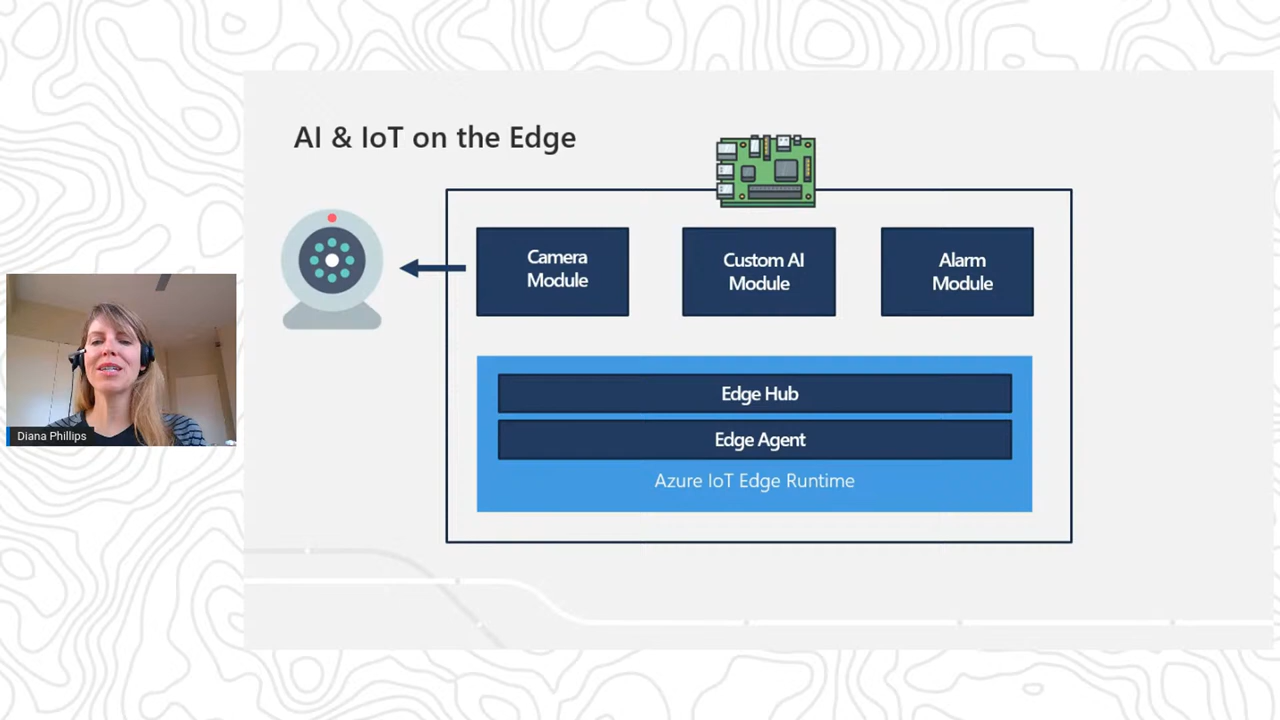 AI & IoT on the Edge
Camera
Module
Custom AI
Module
Alarm
Module
Edge Hub
Edge Agent
Azure IoT Edge Runtime
Diana Phillips